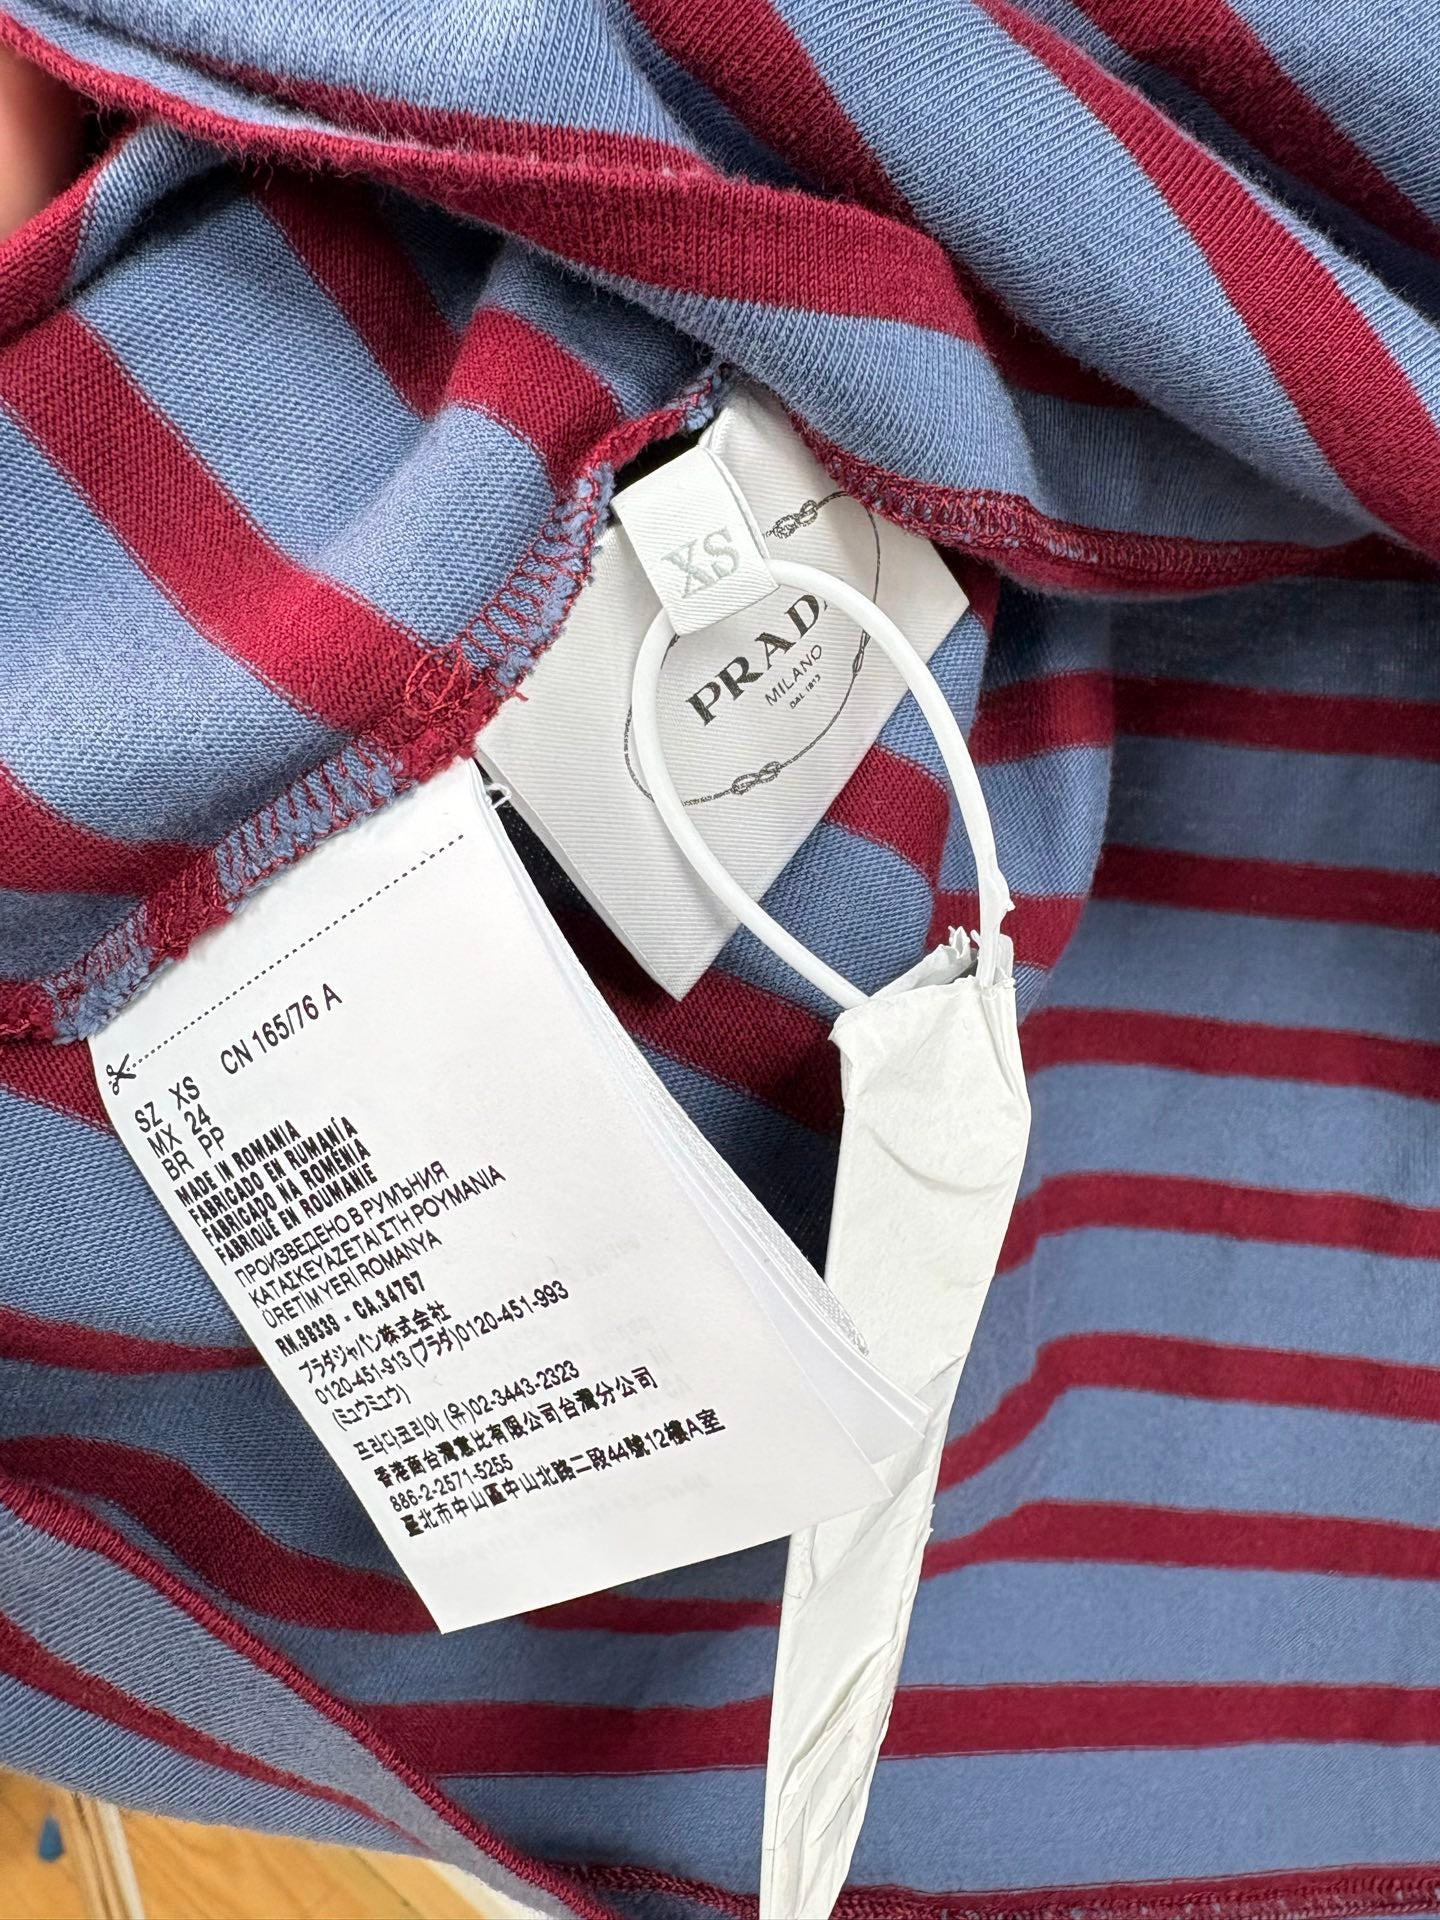 XS
PRADA
MILANO
DAL 1913
CN 165/76 A
SZ XS
MX 24
BR PP
MADE IN ROMANIA
FABRICADO EN RUMANÍA
FABRICADO NA ROMÉNIA
FABRIQUÉ EN ROUMANIE
ПРОИЗВЕДЕНО В РУМЪНИЯ
ΚΑΤΑΣΚΕΥΑΖΕΤΑΙ ΣΤΗ ΡΟΥΜΑΝΙΑ
ÜRETİM YERİ ROMANYA
RN.98339 - CA.34767
プラダジャパン株式会社
0120-451-913 (プラダ)0120-451-993
(ミュウミュウ)
프라다코리아 (유)02-3443-2323
香港商台灣惠比有限公司台灣分公司
886-2-2571-5255
臺北市中山區中山北路二段44號12樓A室